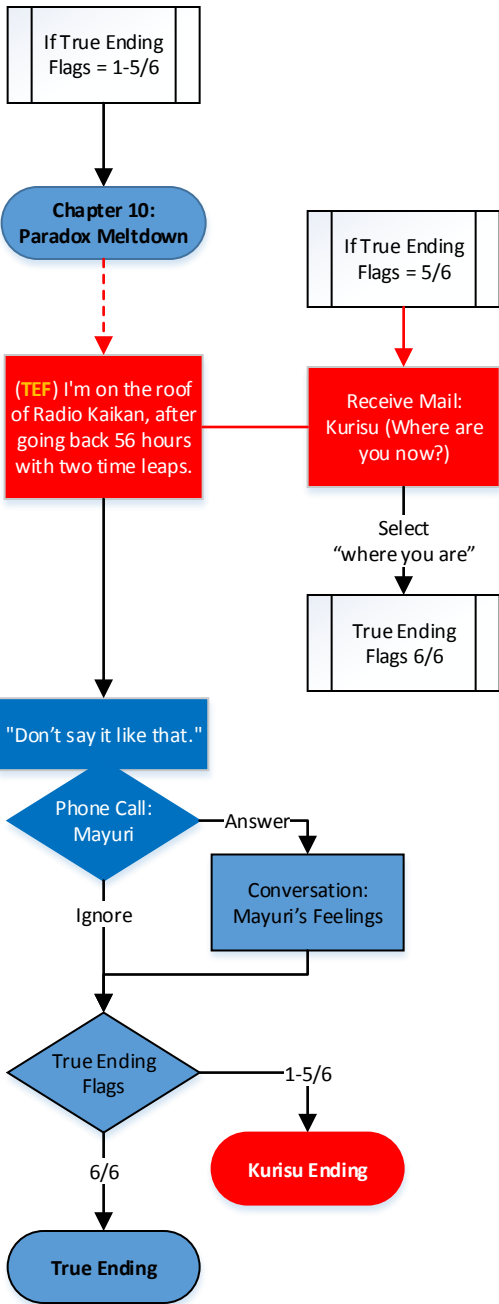 If True Ending
Flags = 1-5/6
Chapter 10:
Paradox Meltdown
If True Ending
Flags = 5/6
(TEF) I'm on the roof
of Radio Kaikan, after
going back 56 hours
with two time leaps.
Receive Mail:
Kurisu (Where are
you now?)
Select
“where you are”
True Ending
Flags 6/6
"Don’t say it like that."
Phone Call:
Mayuri
Answer
Conversation:
Mayuri’s Feelings
Ignore
True Ending
Flags
1-5/6
Kurisu Ending
6/6
True Ending